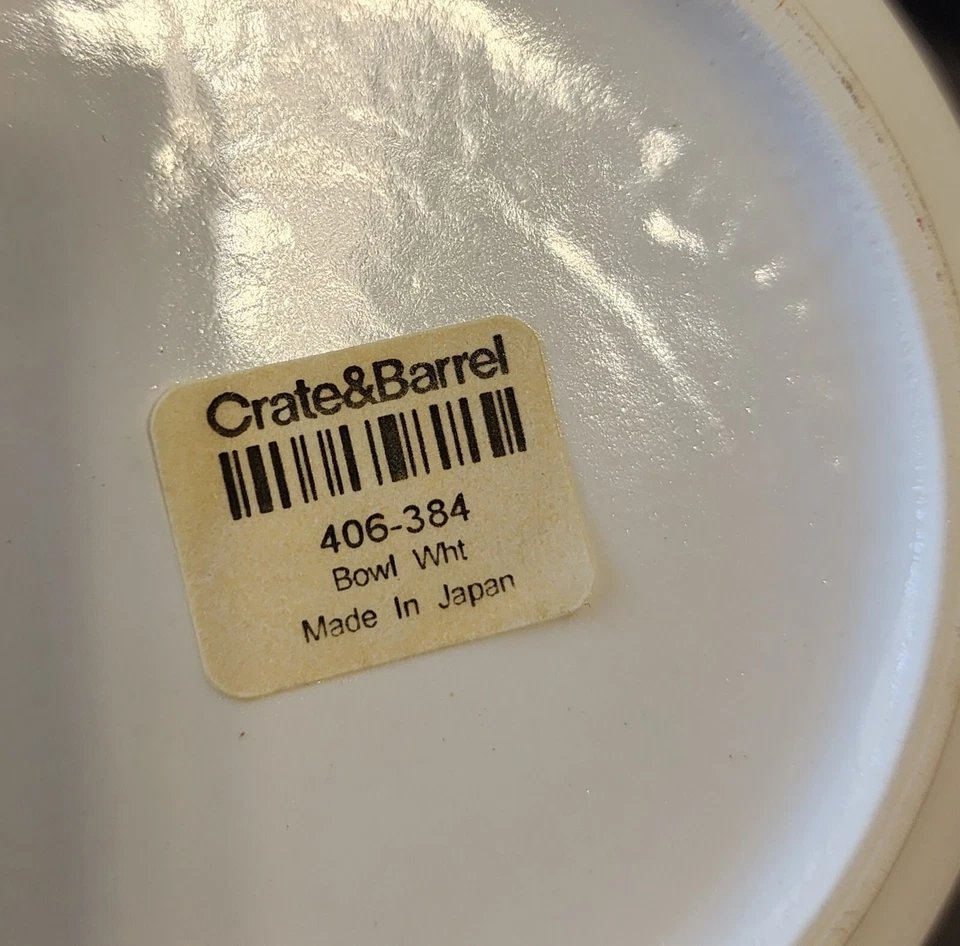 Crate&Barrel
406-384
Bowl Wht
Made In Japan